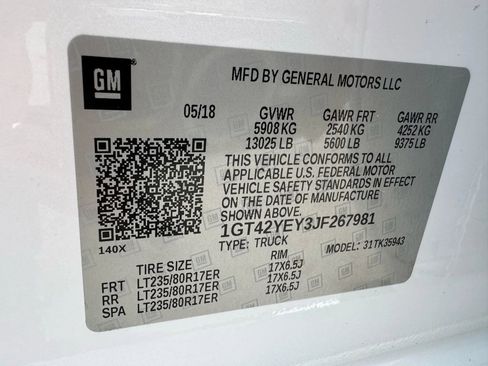 GM
MFD BY GENERAL MOTORS LLC
05/18 GVWR GAWR FRT GAWR RR
5908 KG 2540 KG 4252 KG
13025 LB 5600 LB 9375 LB
THIS VEHICLE CONFORMS TO ALL
APPLICABLE U.S. FEDERAL MOTOR
VEHICLE SAFETY STANDARDS IN EFFECT
ON THE DATE OF MANUFACTURE
SHOWN ABOVE.
1GT42YEY3JF267981
140X
TYPE: TRUCK MODEL: 31TK35943
TIRE SIZE RIM
FRT LT235/80R17ER 17X6.5J
RR LT235/80R17ER 17X6.5J
SPA LT235/80R17ER 17X6.5J